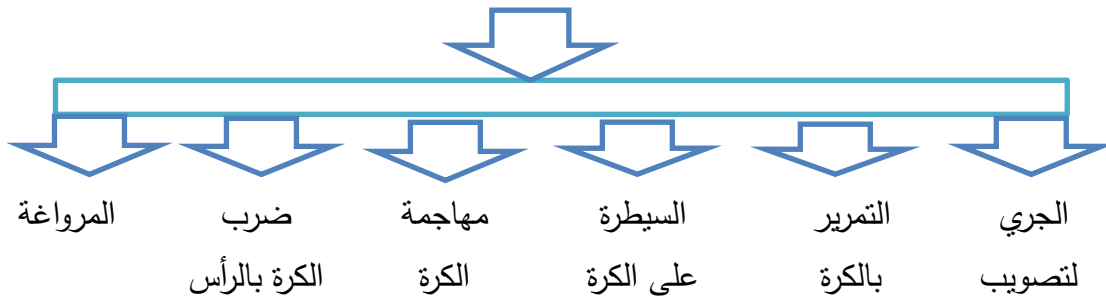 الجري
لتصويب
التمرير
بالكرة
السيطرة
على الكرة
مهاجمة
الكرة
ضرب
الكرة بالرأس
المرواغة